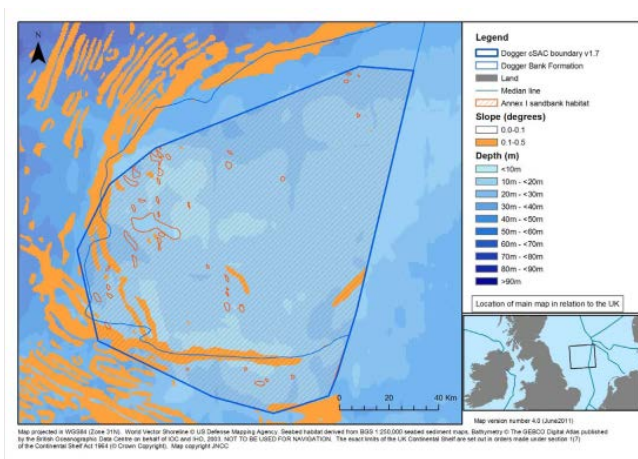 N
Legend
Dogger cSAC boundary v1.7
Dogger Bank Formation
Land
Median line
Annex I sandbank habitat
Slope (degrees)
0.0-0.1
0.1-0.5
Depth (m)
<10m
10m - <20m
20m - <30m
30m - <40m
40m - <50m
50m - <60m
60m - <70m
70m - <80m
80m - <90m
>90m
Location of main map in relation to the UK
0 20 40 Km
Map version number 4.0 (June2011)
Map projected in WGS84 (Zone 31N). World Vector Shoreline © US Defense Mapping Agency. Seabed habitat derived from BGS 1:250,000 seabed sediment maps. Bathymetry © The GEBCO Digital Atlas published
by the British Oceanographic Data Centre on behalf of IOC and IHO, 2003. NOT TO BE USED FOR NAVIGATION. The exact limits of the UK Continental Shelf are set out in orders made under section 1(7)
of the Continental Shelf Act 1964 (© Crown Copyright). Map copyright JNCC